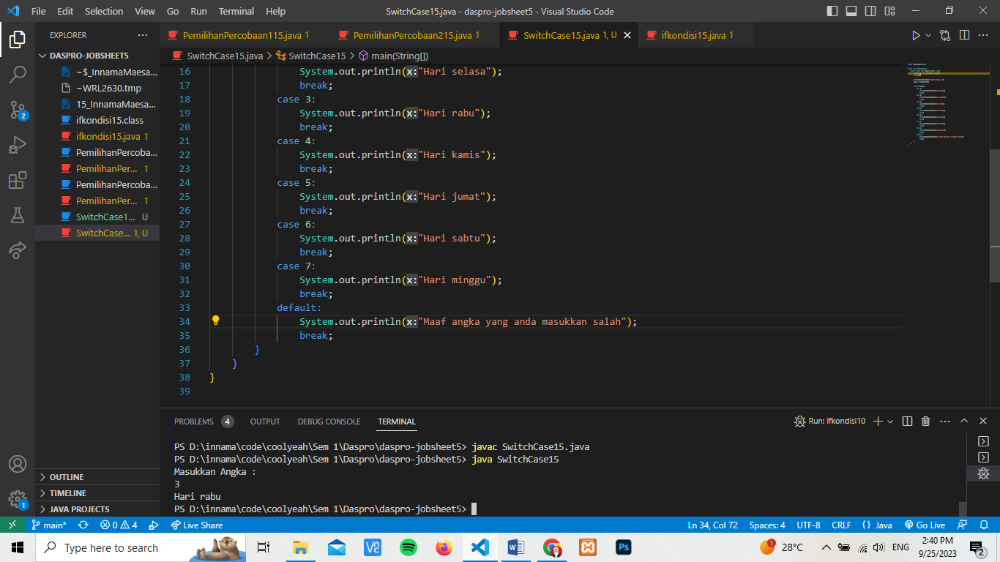 File Edit Selection View Go Run Terminal Help
SwitchCase15.java - daspro-jobsheet5 - Visual Studio Code
EXPLORER
DASPRO-JOBSHEET5
~$_InnamaMaesa...
~WRL2630.tmp
15_InnamaMaesa...
ifkondisi15.class
ifkondisi15.java 1
PemilihanPercoba...
PemilihanPer... 1
PemilihanPercoba...
PemilihanPer... 1
SwitchCase1... U
SwitchCase... 1, U
OUTLINE
TIMELINE
JAVA PROJECTS
2
1
PemilihanPercobaan115.java 1
PemilihanPercobaan215.java 1
SwitchCase15.java 1, U
ifkondisi15.java 1
SwitchCase15.java > SwitchCase15 > main(String[])
16 System.out.println(x:"Hari selasa");
17 break;
18 case 3:
19 System.out.println(x:"Hari rabu");
20 break;
21 case 4:
22 System.out.println(x:"Hari kamis");
23 break;
24 case 5:
25 System.out.println(x:"Hari jumat");
26 break;
27 case 6:
28 System.out.println(x:"Hari sabtu");
29 break;
30 case 7:
31 System.out.println(x:"Hari minggu");
32 break;
33 default:
34 System.out.println(x:"Maaf angka yang anda masukkan salah");
35 break;
36 }
37 }
38 }
39
PROBLEMS 4 OUTPUT DEBUG CONSOLE TERMINAL
Run: Ifkondisi10
PS D:\innama\code\coolyeah\Sem 1\Daspro\daspro-jobsheet5> javac SwitchCase15.java
PS D:\innama\code\coolyeah\Sem 1\Daspro\daspro-jobsheet5> java SwitchCase15
Masukkan Angka :
3
Hari rabu
PS D:\innama\code\coolyeah\Sem 1\Daspro\daspro-jobsheet5>
main* 0 4 Live Share
Ln 34, Col 72 Spaces: 4 UTF-8 CRLF {} Java Go Live
Type here to search
Ps
1
28°C
ENG
2:40 PM
9/25/2023
2